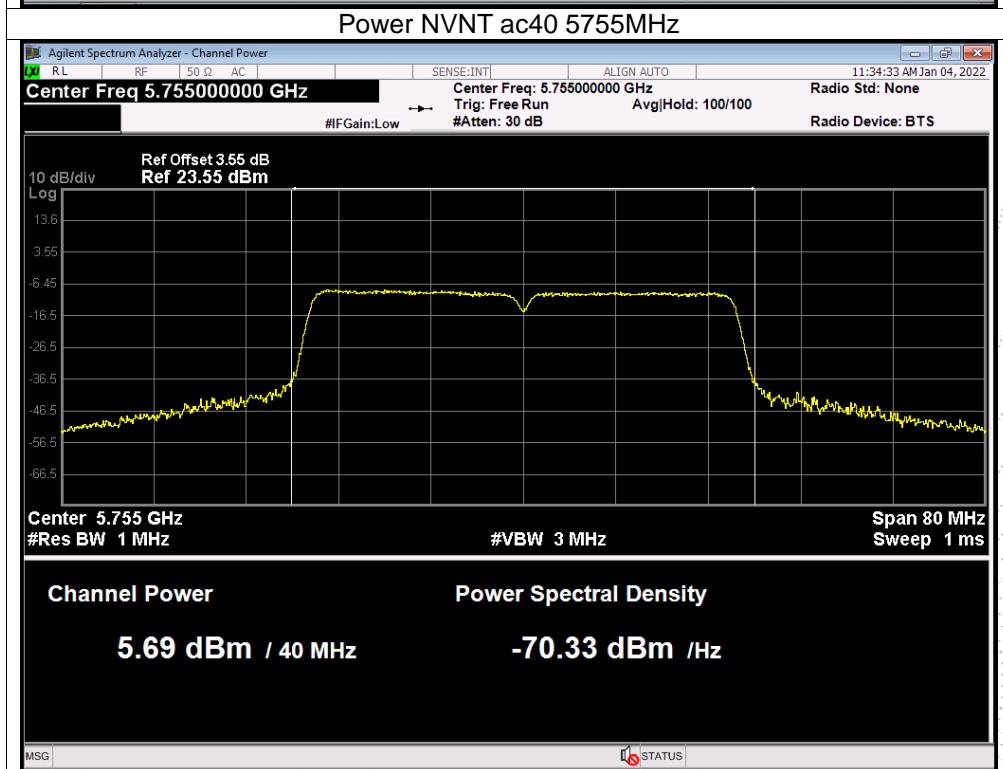 Power NVNT ac40 5755MHz
Agilent Spectrum Analyzer - Channel Power
LXI RL RF 50 Ω AC SENSE:INT ALIGN AUTO 11:34:33 AM Jan 04, 2022
Center Freq 5.755000000 GHz Center Freq: 5.755000000 GHz Radio Std: None
Trig: Free Run Avg|Hold: 100/100
#IFGain:Low #Atten: 30 dB Radio Device: BTS
Ref Offset 3.55 dB
10 dB/div Ref 23.55 dBm
Log
13.6
3.55
-6.45
-16.5
-26.5
-36.5
-46.5
-56.5
-66.5
Center 5.755 GHz Span 80 MHz
#Res BW 1 MHz #VBW 3 MHz Sweep 1 ms
Channel Power Power Spectral Density
5.69 dBm / 40 MHz -70.33 dBm /Hz
MSG STATUS